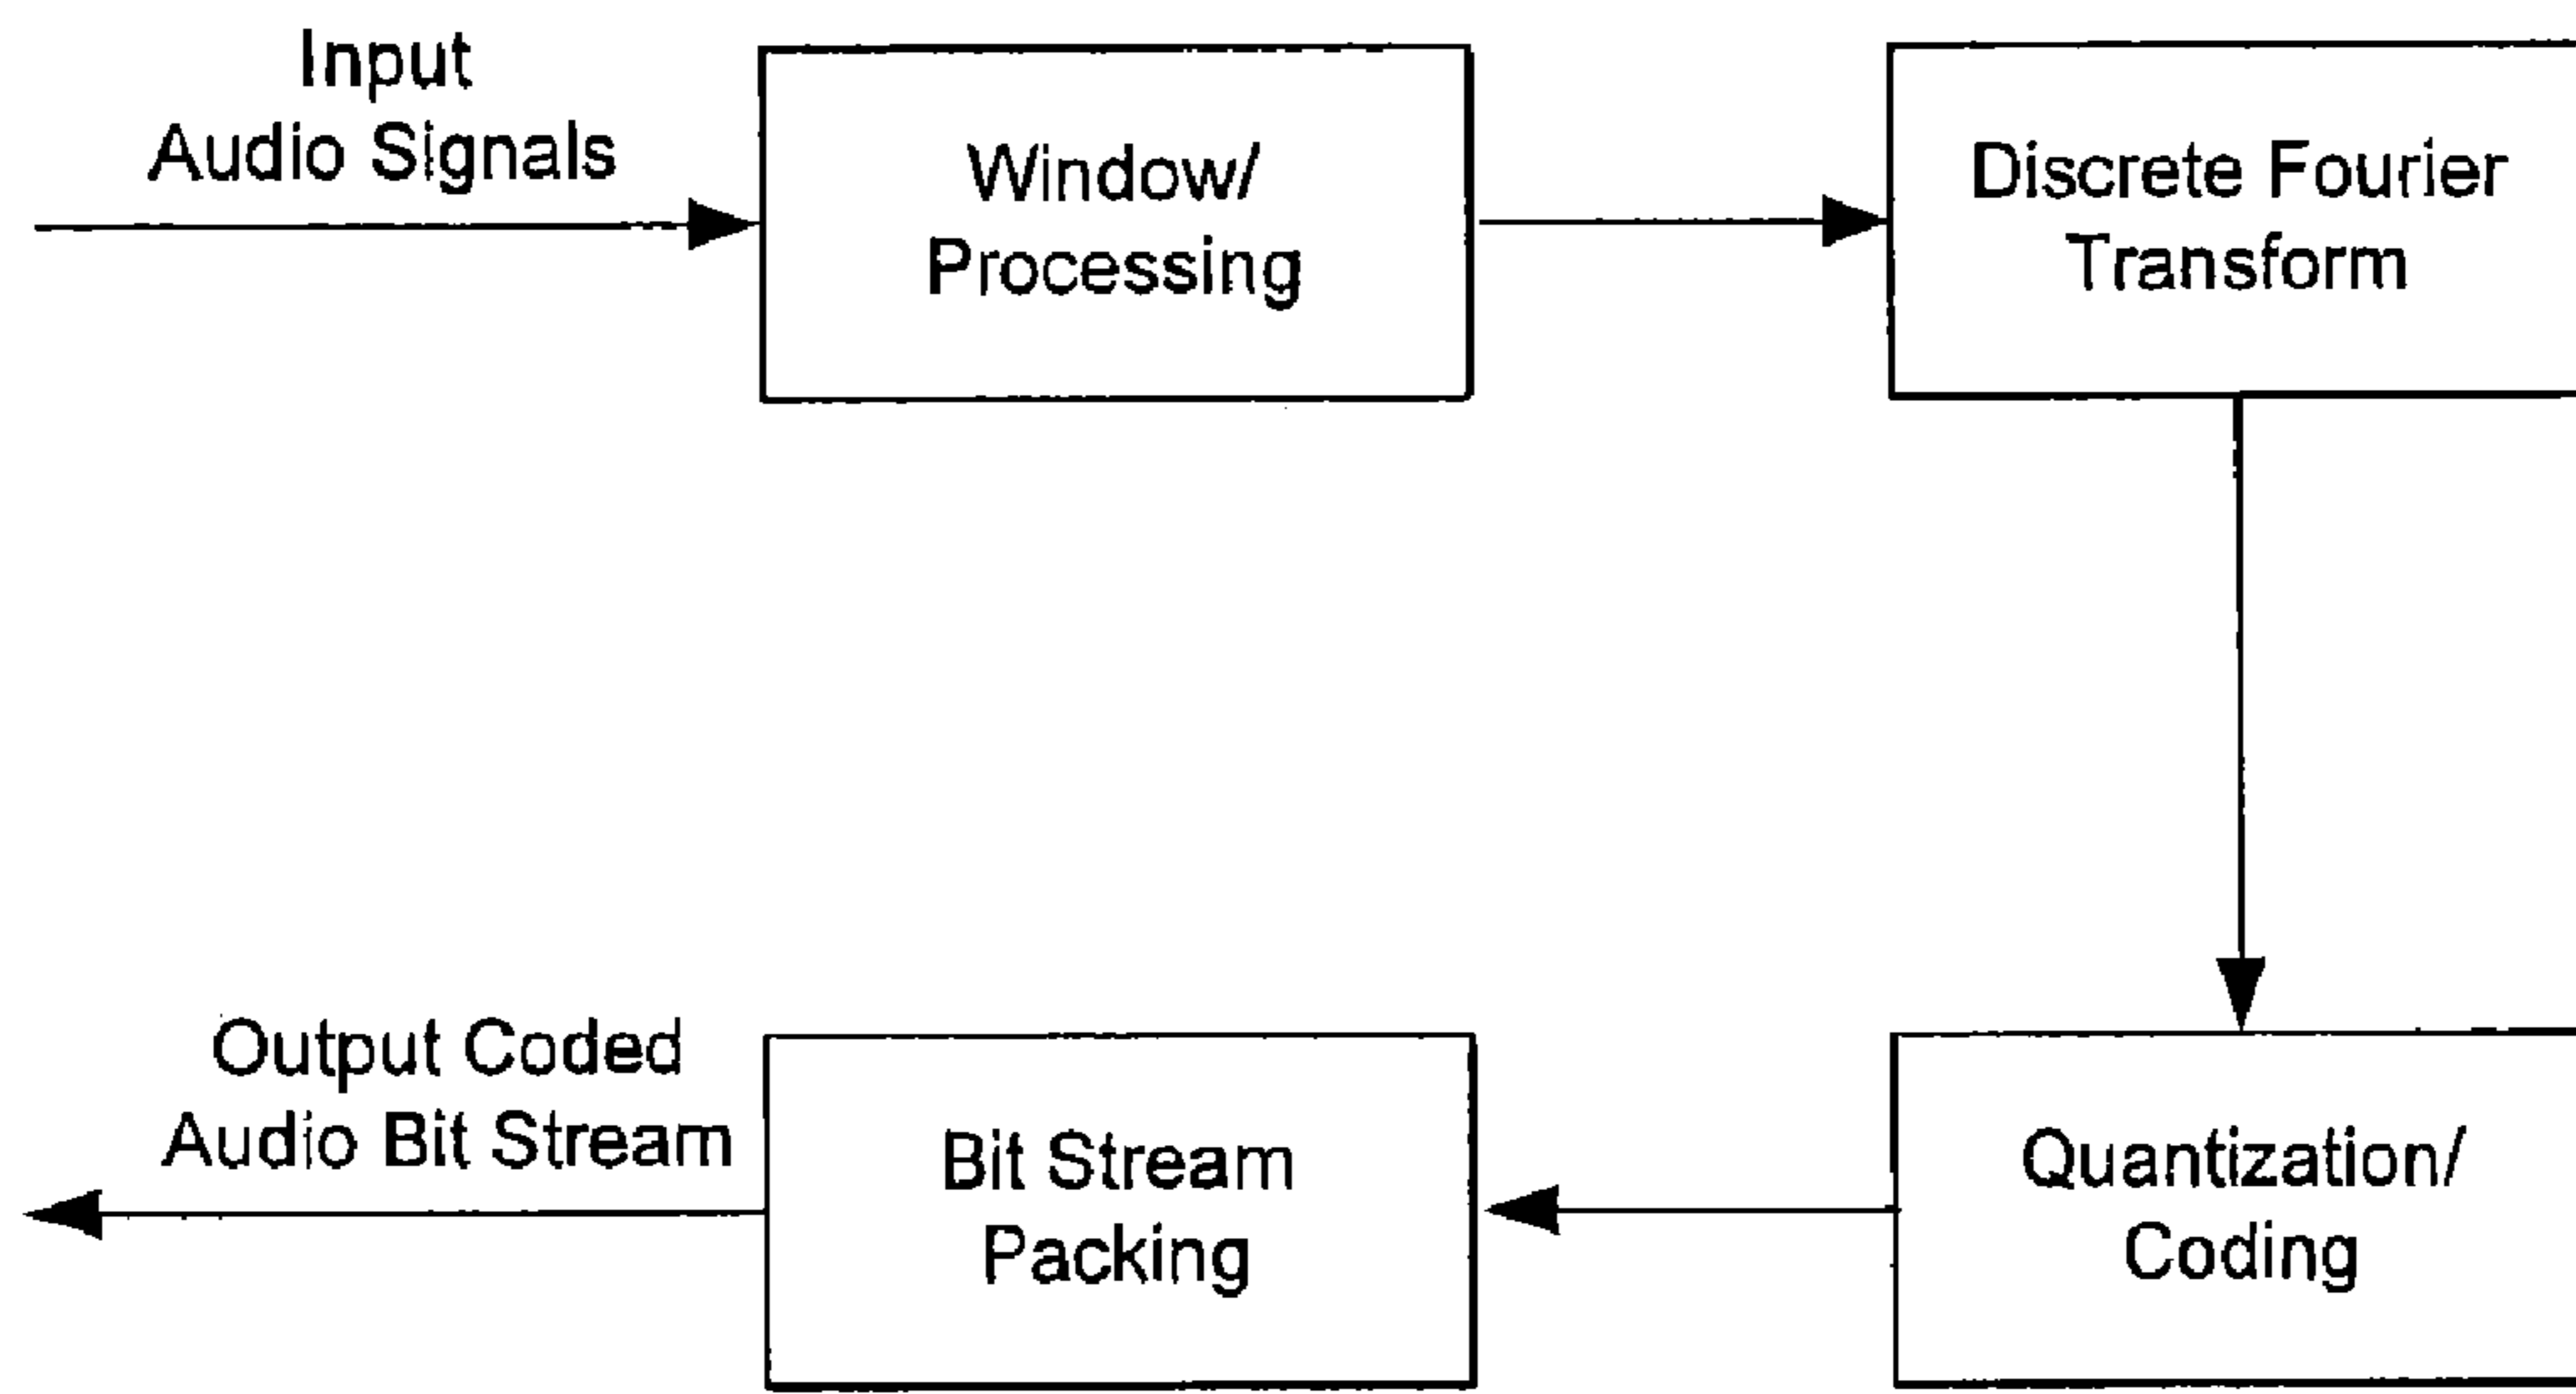 Input
Audio Signals
Window/
Processing
Discrete Fourier
Transform
Output Coded
Audio Bit Stream
Bit Stream
Packing
Quantization/
Coding